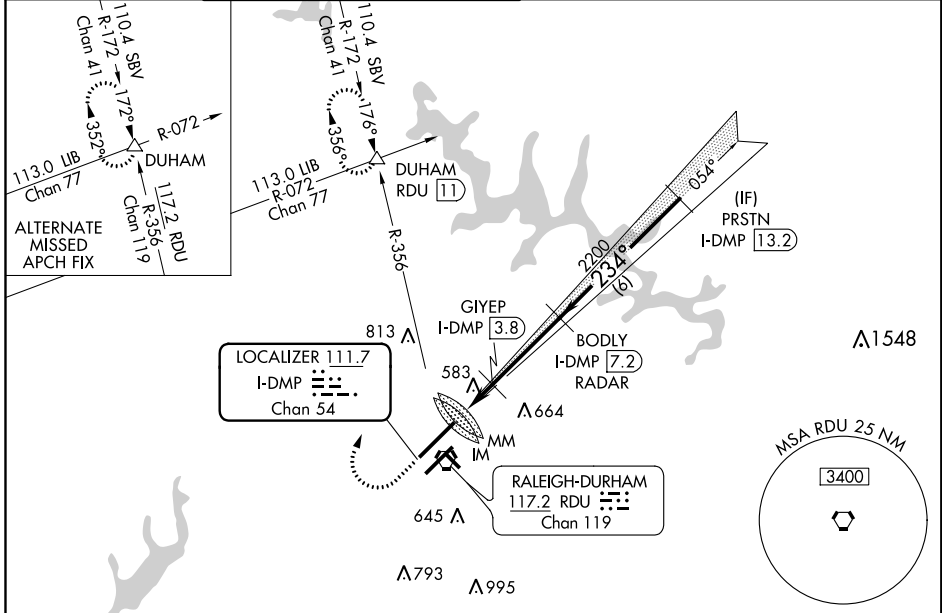 110.4 SBV
R-172
Chan 41
172°
352°
R-072
DUHAM
113.0 LIB
Chan 77
117.2 RDU
R-356
Chan 119
ALTERNATE
MISSED
APCH FIX
110.4 SBV
R-172
Chan 41
176°
356°
113.0 LIB
R-072
Chan 77
DUHAM
RDU 11
R-356
054°
(IF)
PRSTN
I-DMP 13.2
2200
234°
(6)
GIYEP
I-DMP 3.8
BODLY
I-DMP 7.2
RADAR
813
1548
LOCALIZER 111.7
I-DMP
Chan 54
583
664
MM
IM
MSA RDU 25 NM
3400
RALEIGH-DURHAM
117.2 RDU
Chan 119
645
793
995